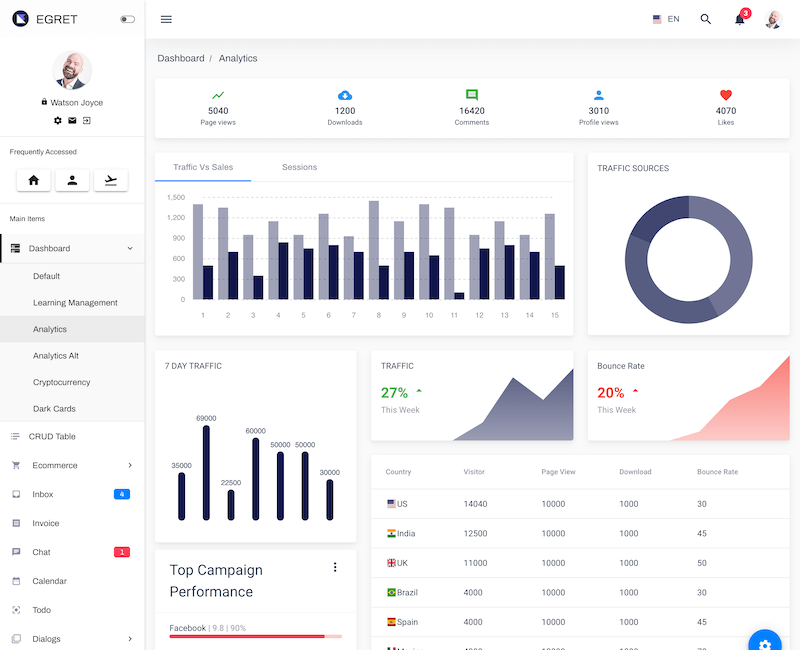 EGRET
EN
3
Watson Joyce
Frequently Accessed
Main Items
Dashboard
Default
Learning Management
Analytics
Analytics Alt
Cryptocurrency
Dark Cards
CRUD Table
Ecommerce
Inbox 4
Invoice
Chat 1
Calendar
Todo
Dialogs
Dashboard / Analytics
5040
Page views
1200
Downloads
16420
Comments
3010
Profile views
4070
Likes
Traffic Vs Sales Sessions
1,500
1,200
900
600
300
0
1 2 3 4 5 6 7 8 9 10 11 12 13 14 15
TRAFFIC SOURCES
7 DAY TRAFFIC
35000 69000 22500 60000 50000 50000 30000
TRAFFIC
27%
This Week
Bounce Rate
20%
This Week
Top Campaign
Performance
Facebook | 9.8 | 90%
Country Visitor Page View Download Bounce Rate
US 14040 10000 1000 30
India 12500 10000 1000 45
UK 11000 10000 1000 50
Brazil 4000 10000 1000 30
Spain 4000 10000 1000 45